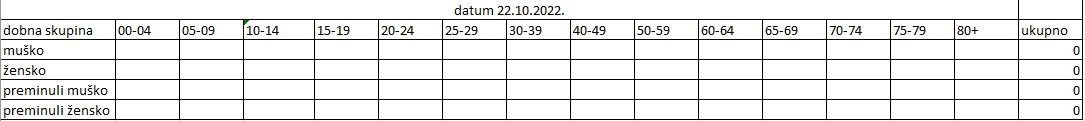 datum 22.10.2022.
dobna skupina 00-04 05-09 10-14 15-19 20-24 25-29 30-39 40-49 50-59 60-64 65-69 70-74 75-79 80+ ukupno
muško 0
žensko 0
preminuli muško 0
preminuli žensko 0